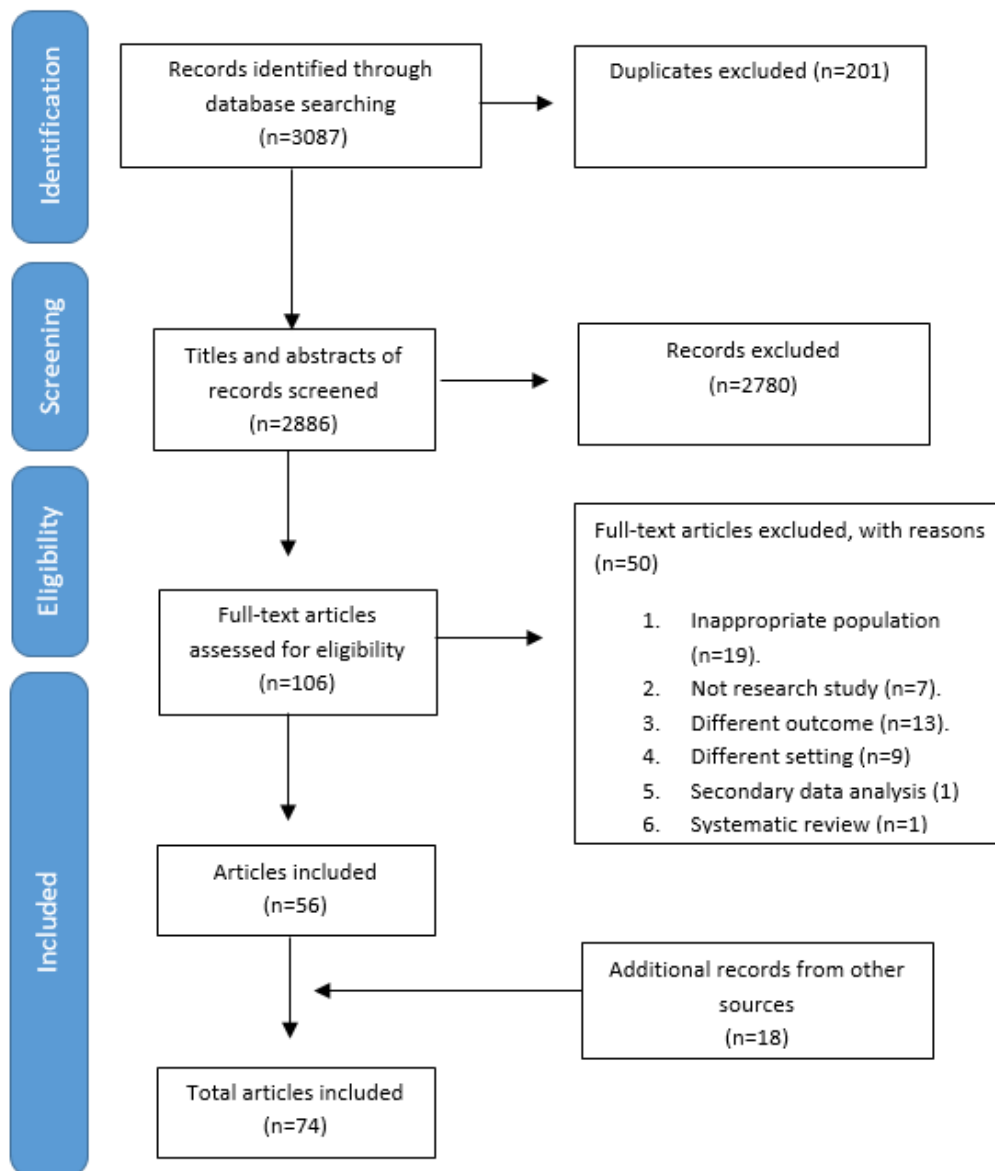 Identification
Records identified through
database searching
(n=3087)
Duplicates excluded (n=201)
Screening
Titles and abstracts of
records screened
(n=2886)
Records excluded
(n=2780)
Eligibility
Full-text articles
assessed for eligibility
(n=106)
Full-text articles excluded, with reasons
(n=50)
1. Inappropriate population
(n=19).
2. Not research study (n=7).
3. Different outcome (n=13).
4. Different setting (n=9)
5. Secondary data analysis (1)
6. Systematic review (n=1)
Included
Articles included
(n=56)
Additional records from other
sources
(n=18)
Total articles included
(n=74)